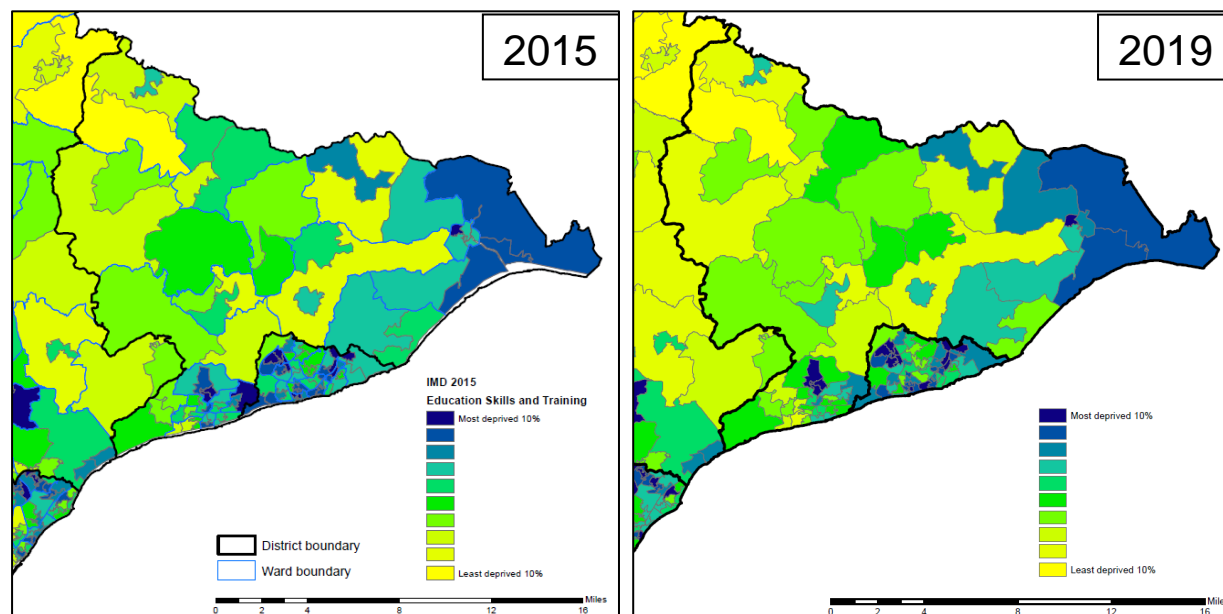 2015
IMD 2015
Education Skills and Training
Most deprived 10%
Least deprived 10%
District boundary
Ward boundary
Miles
0 2 4 8 12 16
2019
Most deprived 10%
Least deprived 10%
Miles
0 2 4 8 12 16